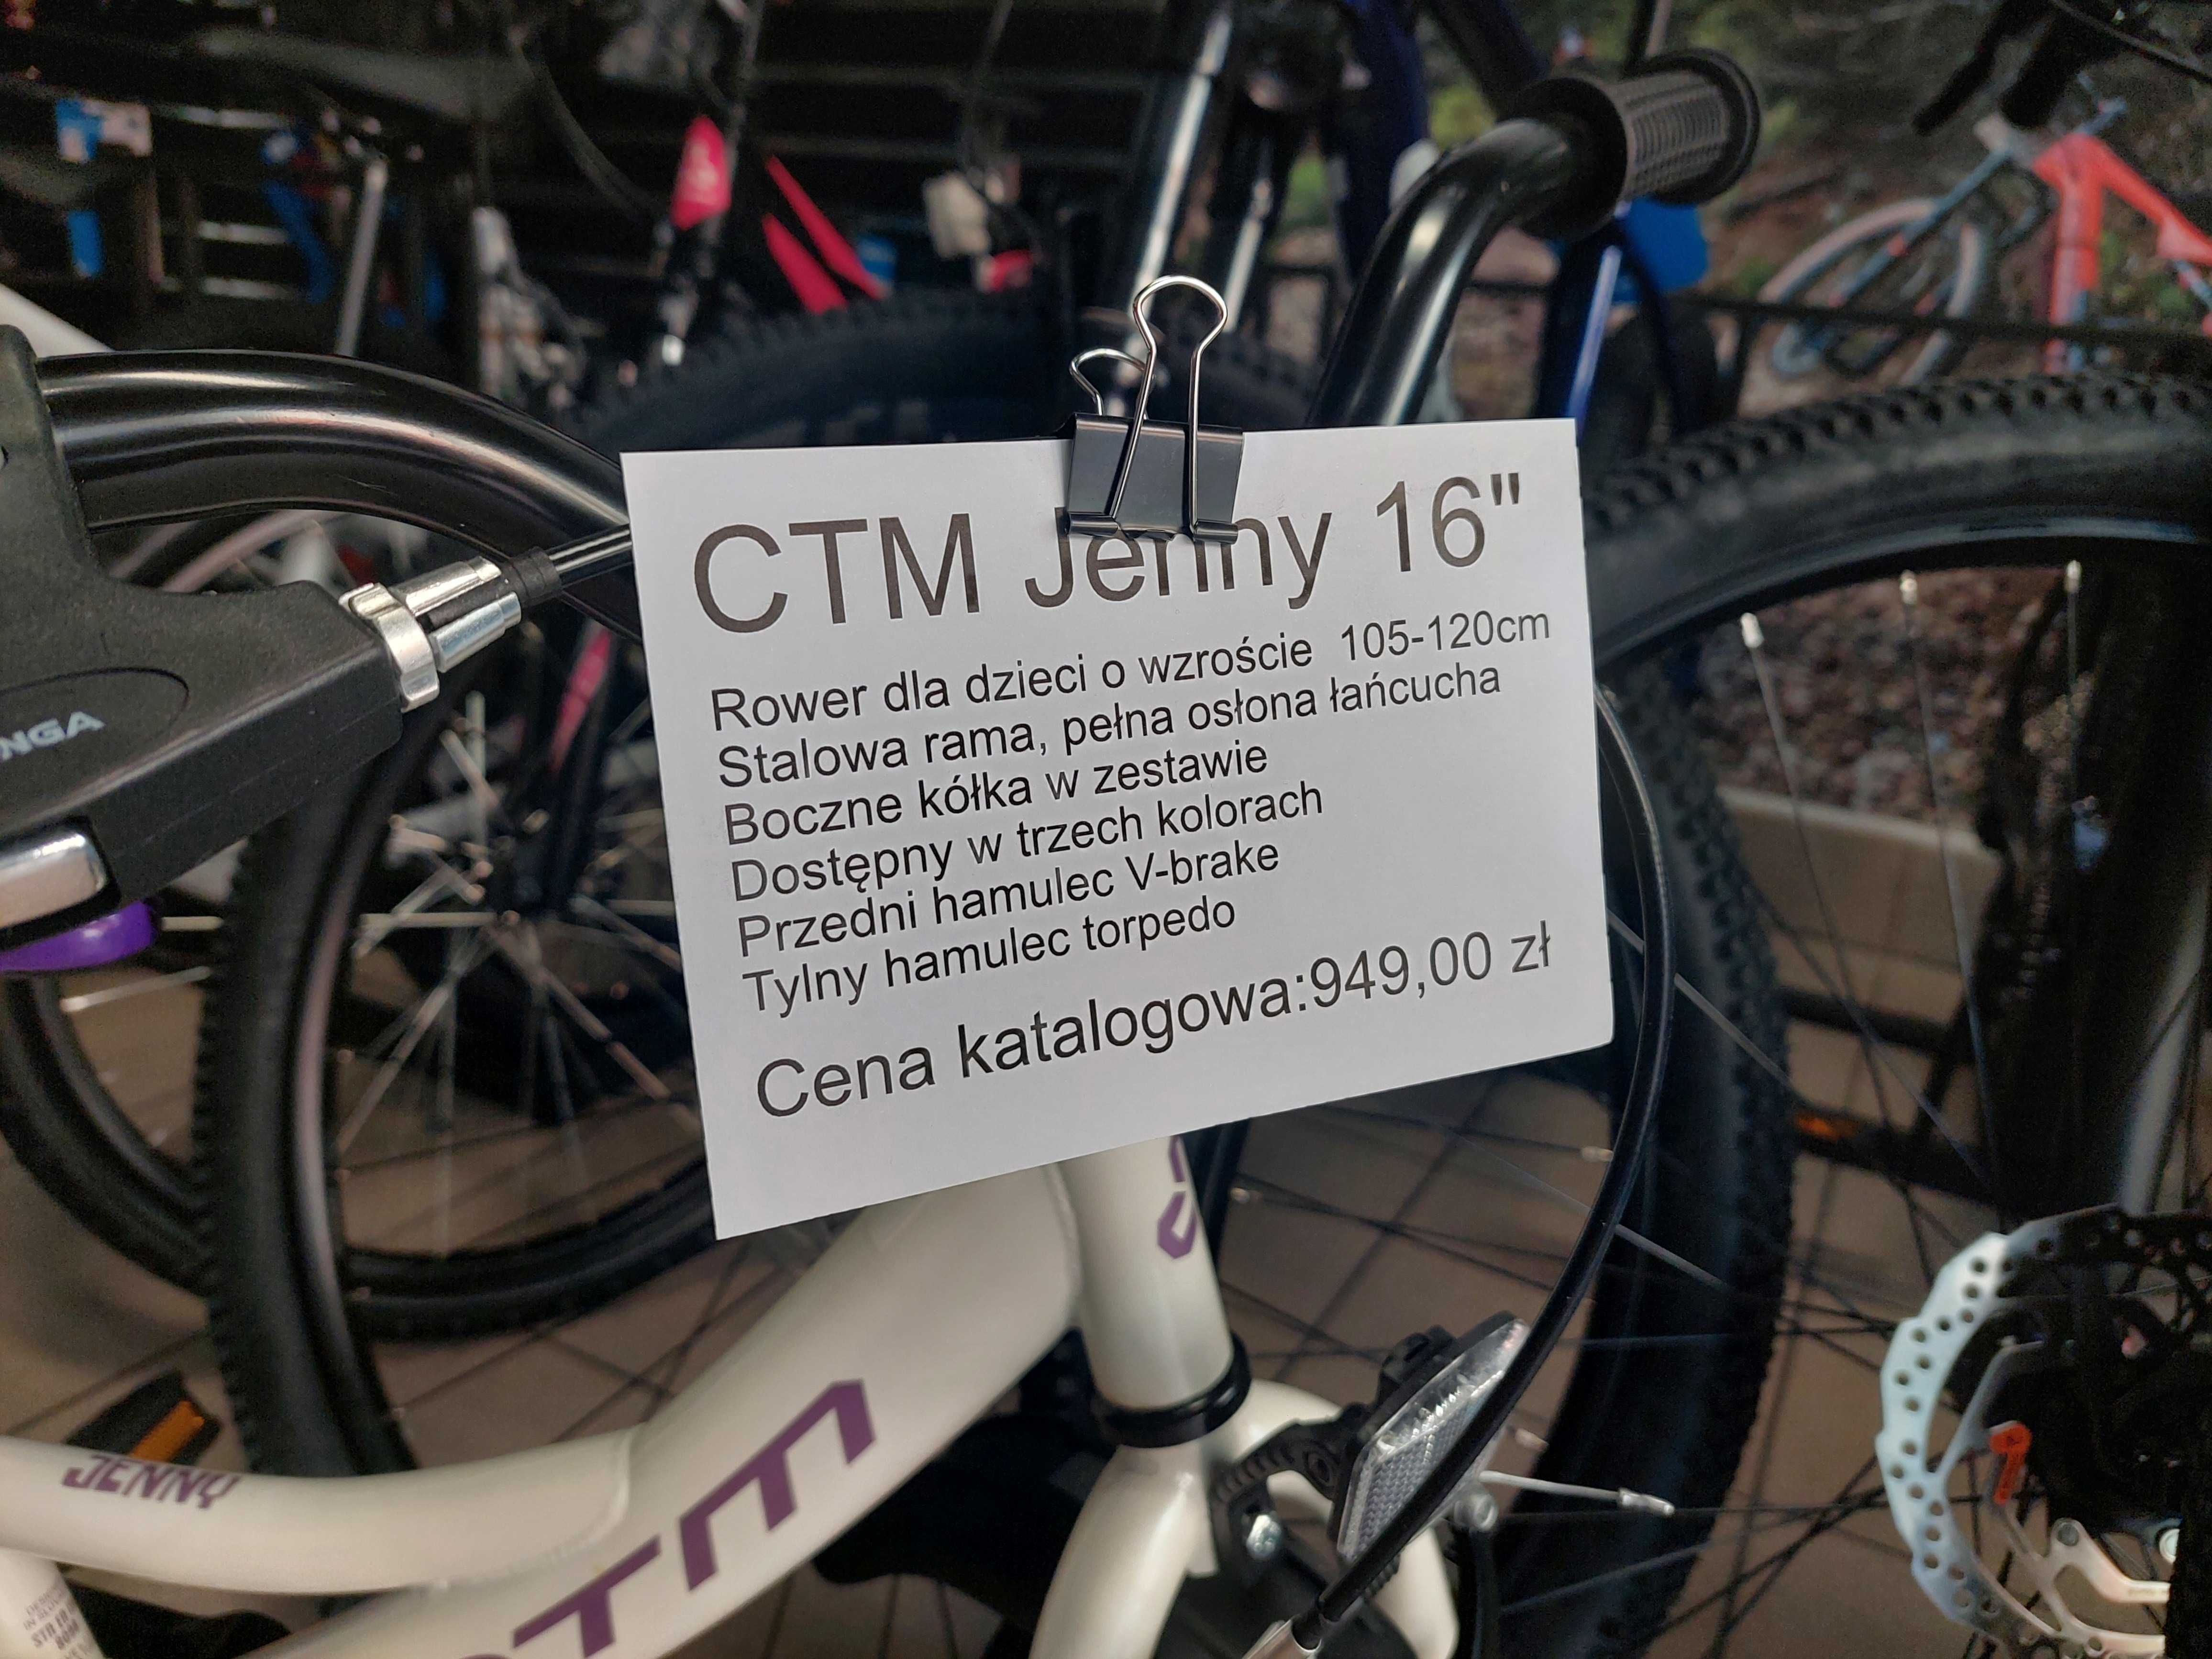 CTM Jenny 16"
Rower dla dzieci o wzroście 105-120cm
Stalowa rama, pełna osłona łańcucha
Boczne kółka w zestawie
Dostępny w trzech kolorach
Przedni hamulec V-brake
Tylny hamulec torpedo
Cena katalogowa:949,00 zł
NGA
JENNY
CTM